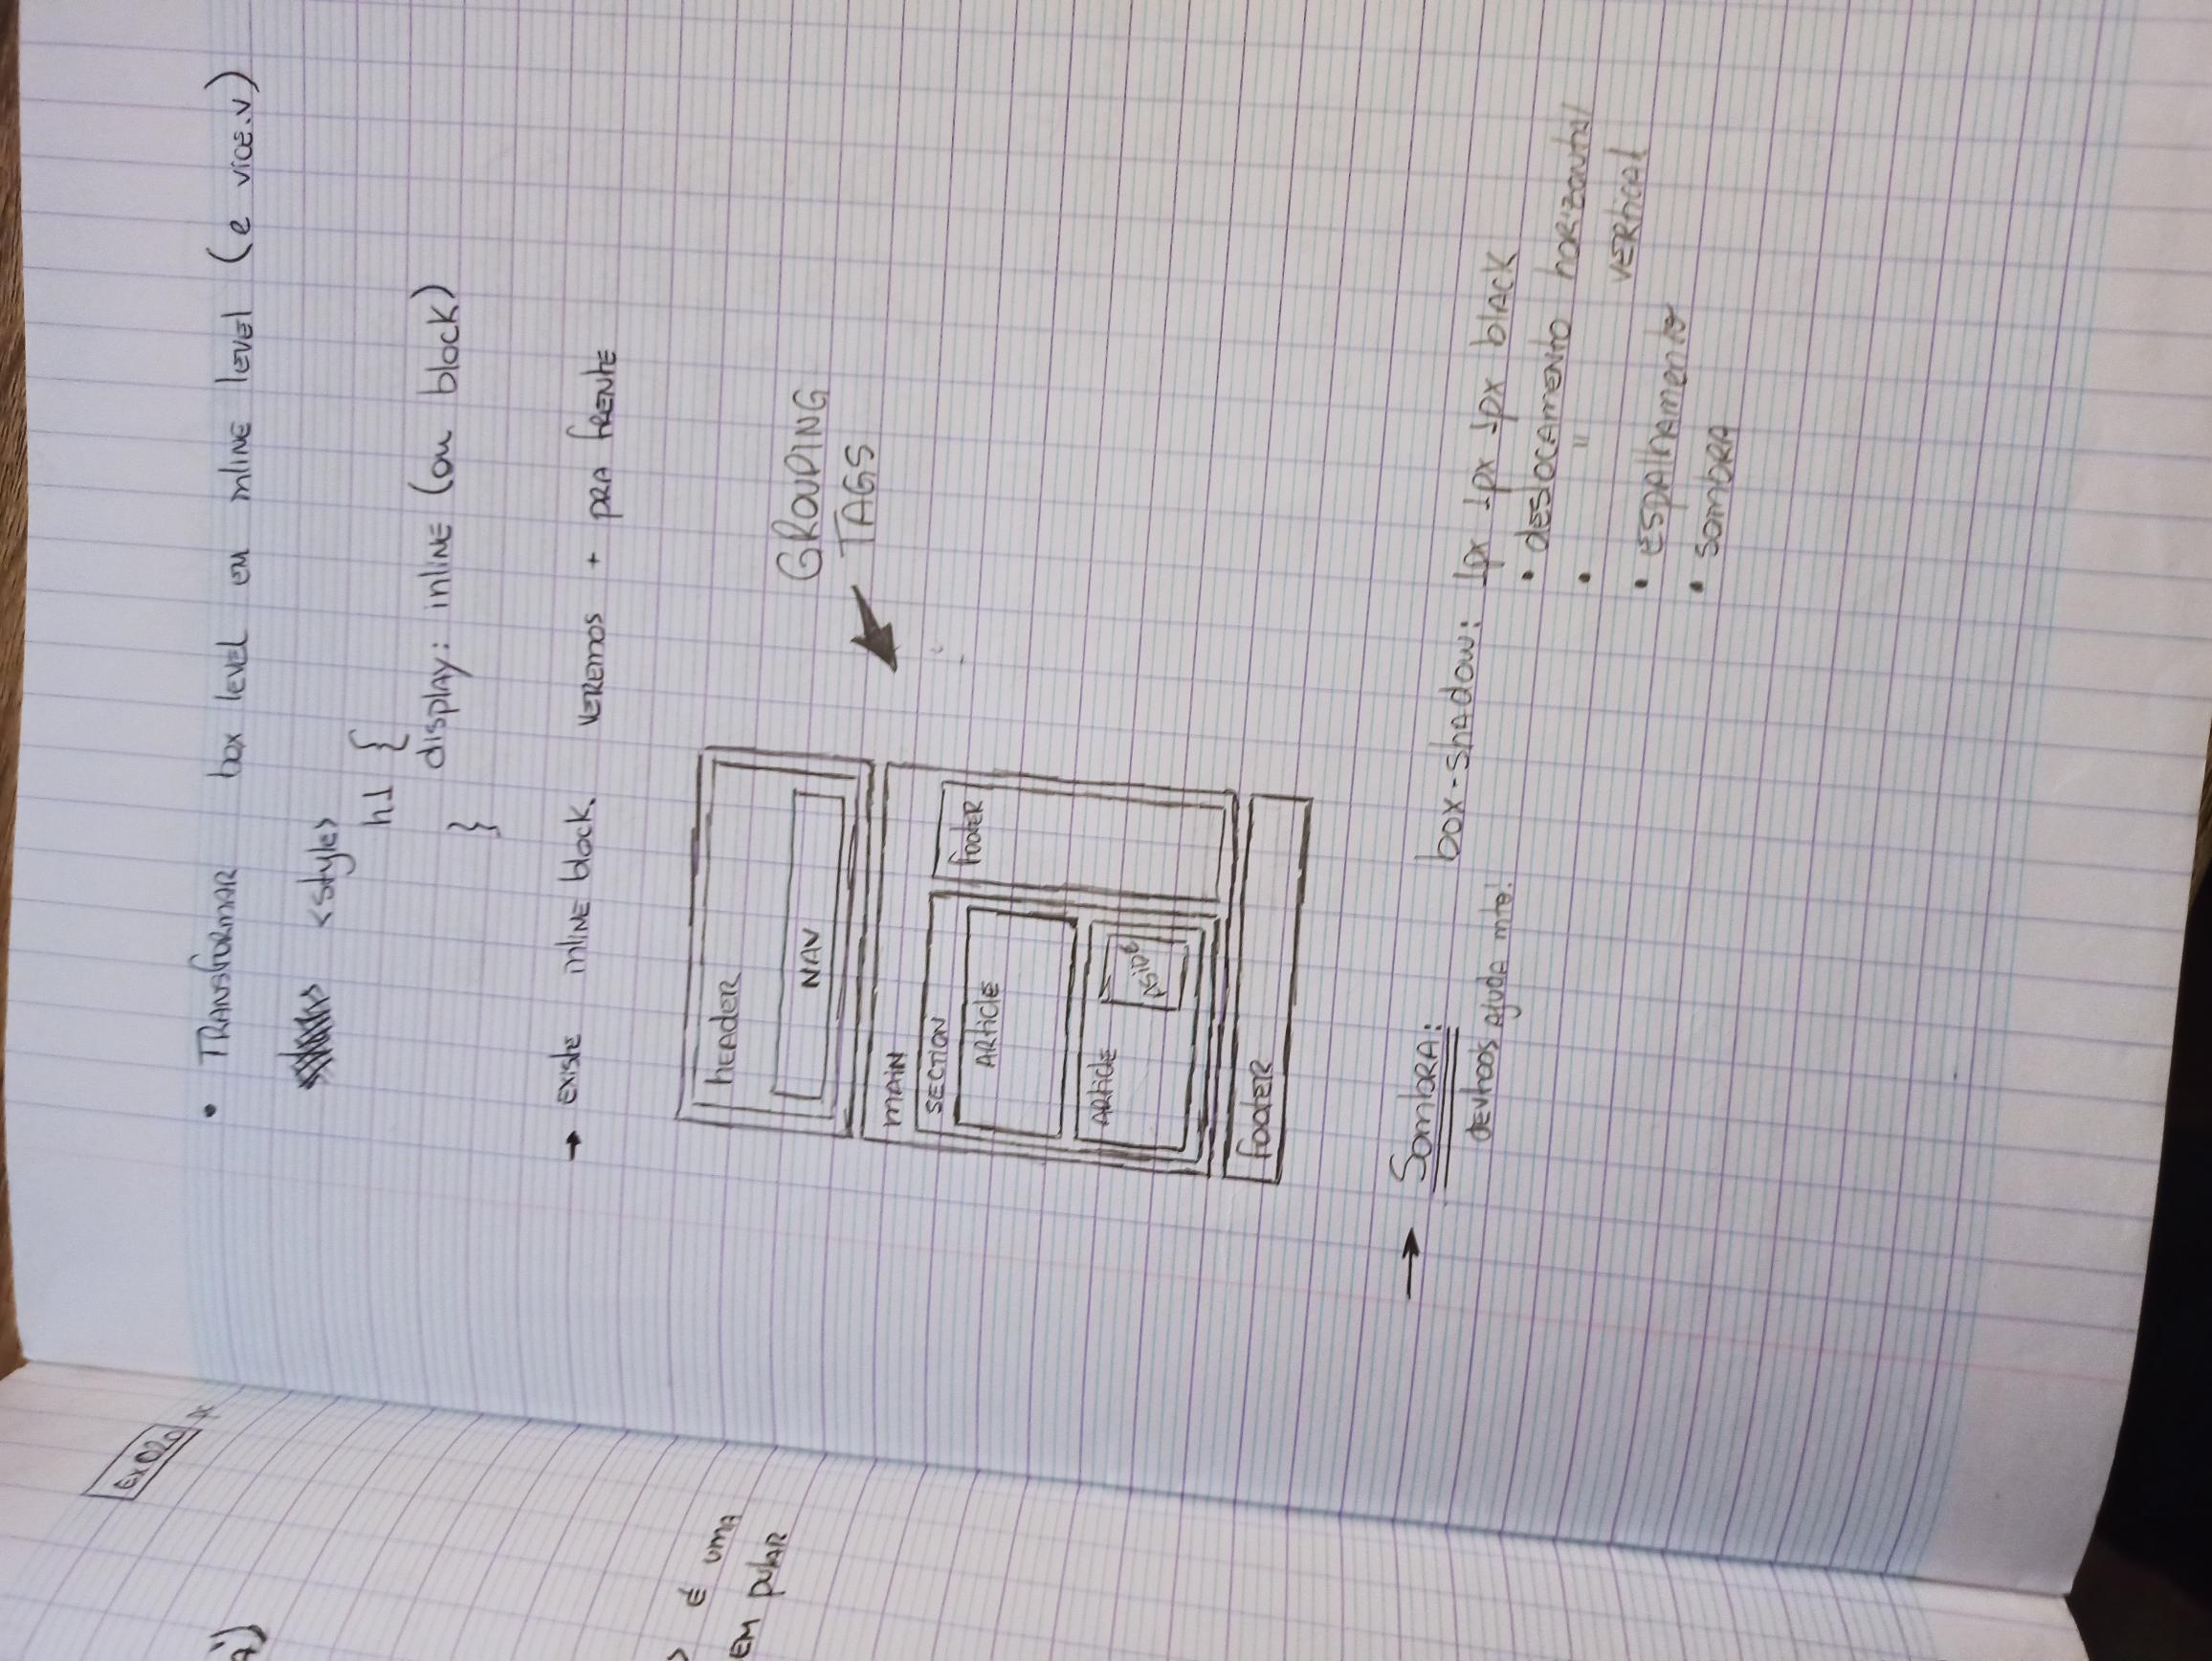 á)
Ex 020 *
é uma
em pular
• Transformar box level em inline level (e vice.v)
<style>
h1 {
display: inline (ou block)
}
→ existe inline block. veremos + pra frente
header
NAV
main
section
Article
Article
Aside
footer
footer
GROUPING
TAGS
→ Sombra: box-shadow: 1px 1px 1px black
devtools ajuda mto!
• deslocamento horizontal
• " vertical
• espalhamento
• sombra